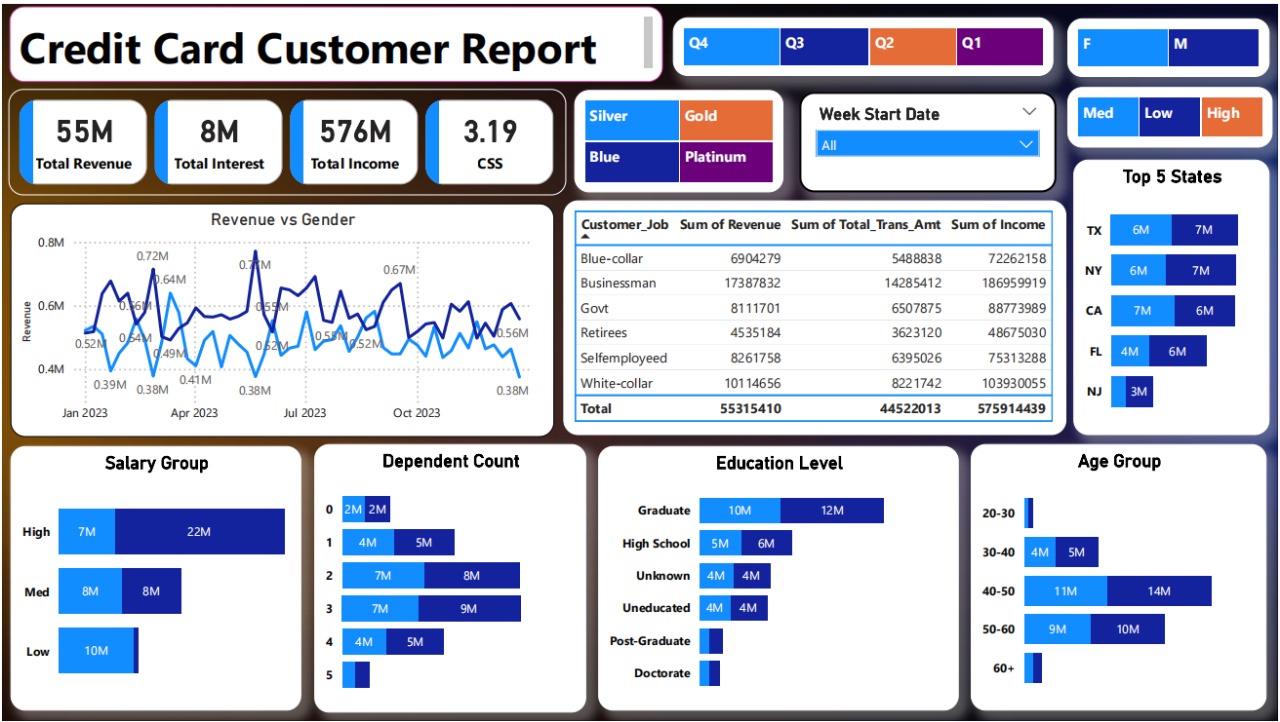 Credit Card Customer Report
Q4 Q3 Q2 Q1
F M
55M
Total Revenue
8M
Total Interest
576M
Total Income
3.19
CSS
Silver Gold
Blue Platinum
Week Start Date
All
Med Low High
Revenue vs Gender
Revenue
0.8M
0.6M
0.4M
0.52M
0.39M
0.56M
0.54M
0.72M
0.38M
0.64M
0.49M
0.41M
0.38M
0.55M
0.52M
0.55M
0.52M
0.67M
0.56M
0.38M
Jan 2023 Apr 2023 Jul 2023 Oct 2023
Customer_Job Sum of Revenue Sum of Total_Trans_Amt Sum of Income
Blue-collar 6904279 5488838 72262158
Businessman 17387832 14285412 186959919
Govt 8111701 6507875 88773989
Retirees 4535184 3623120 48675030
Selfemployeed 8261758 6395026 75313288
White-collar 10114656 8221742 103930055
Total 55315410 44522013 575914439
Top 5 States
TX 6M 7M
NY 6M 7M
CA 7M 6M
FL 4M 6M
NJ 3M
Salary Group
High 7M 22M
Med 8M 8M
Low 10M
Dependent Count
0 2M 2M
1 4M 5M
2 7M 8M
3 7M 9M
4 4M 5M
5
Education Level
Graduate 10M 12M
High School 5M 6M
Unknown 4M 4M
Uneducated 4M 4M
Post-Graduate
Doctorate
Age Group
20-30
30-40 4M 5M
40-50 11M 14M
50-60 9M 10M
60+